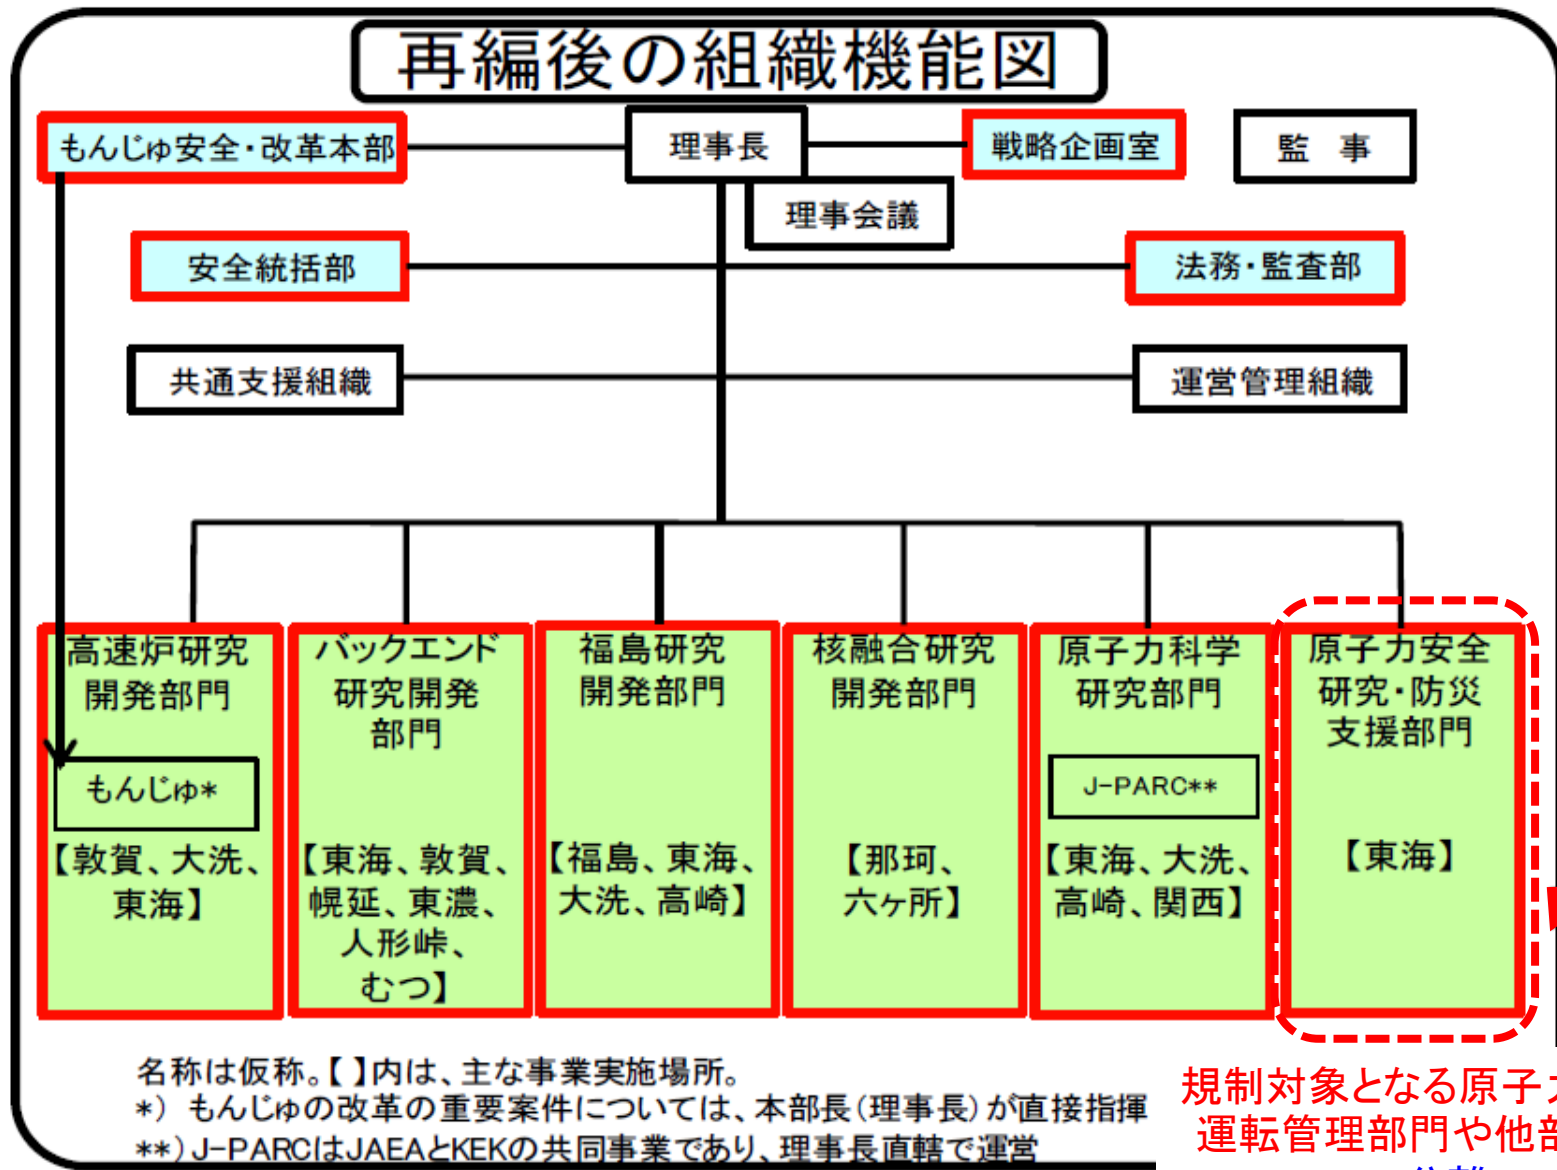 再編後の組織機能図
もんじゅ安全・改革本部
理事長
戦略企画室
監 事
理事会議
安全統括部
法務・監査部
共通支援組織
運営管理組織
高速炉研究
開発部門
もんじゅ*
【敦賀、大洗、
東海】
バックエンド
研究開発
部門
【東海、敦賀、
幌延、東濃、
人形峠、
むつ】
福島研究
開発部門
【福島、東海、
大洗、高崎】
核融合研究
開発部門
【那珂、
六ヶ所】
原子力科学
研究部門
J-PARC**
【東海、大洗、
高崎、関西】
原子力安全
研究・防災
支援部門
【東海】
名称は仮称。【 】内は、主な事業実施場所。
*) もんじゅの改革の重要案件については、本部長(理事長)が直接指揮
**)J-PARCはJAEAとKEKの共同事業であり、理事長直轄で運営
規制対象となる原子力
運転管理部門や他部